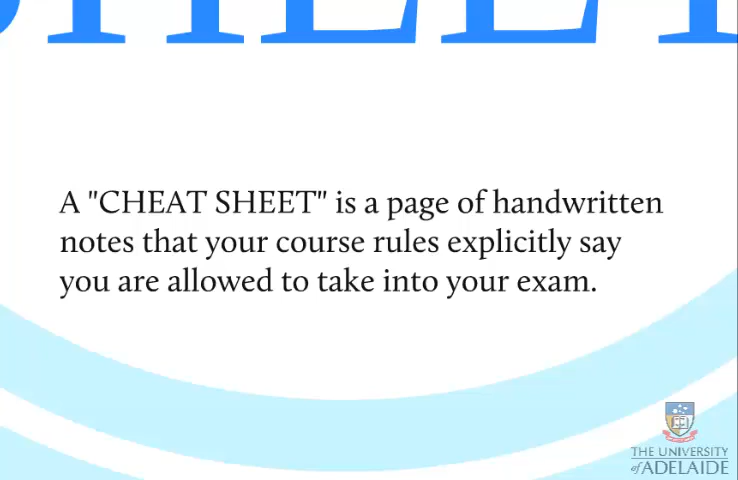 SHEET
A "CHEAT SHEET" is a page of handwritten
notes that your course rules explicitly say
you are allowed to take into your exam.
THE UNIVERSITY
of ADELAIDE